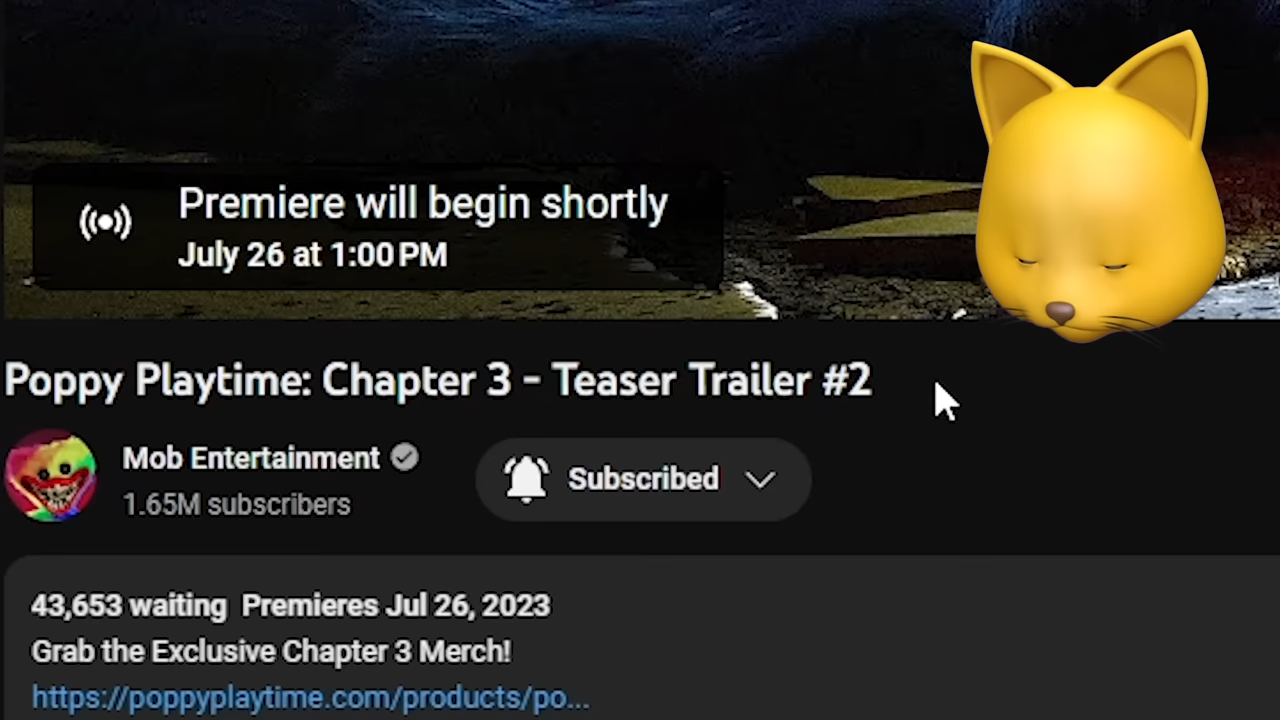 Premiere will begin shortly
July 26 at 1:00 PM
Poppy Playtime: Chapter 3 - Teaser Trailer #2
Mob Entertainment
1.65M subscribers
Subscribed
43,653 waiting Premieres Jul 26, 2023
Grab the Exclusive Chapter 3 Merch!
https://poppyplaytime.com/products/po...